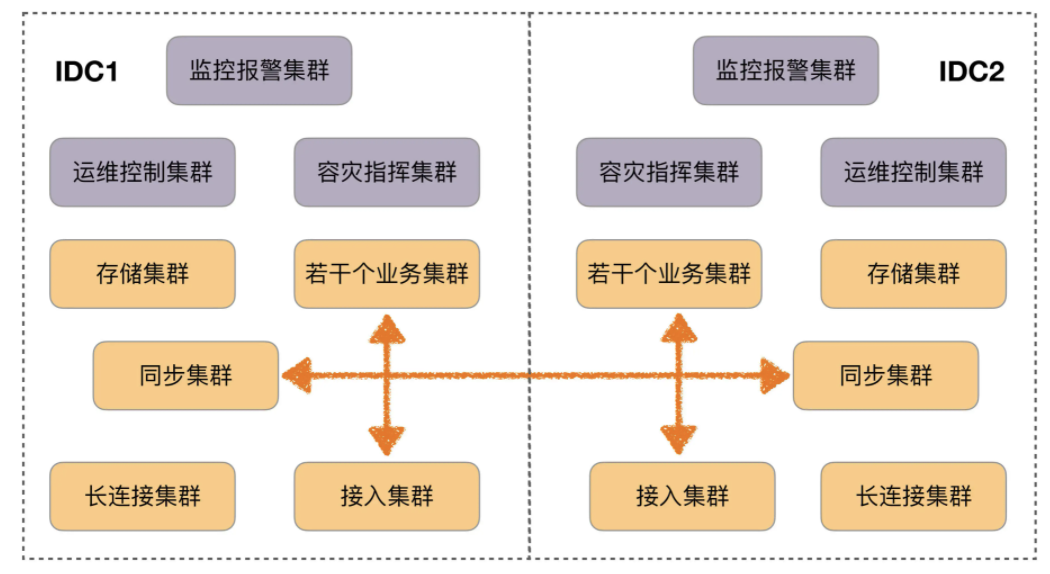 IDC1
监控报警集群
监控报警集群
IDC2
运维控制集群
容灾指挥集群
容灾指挥集群
运维控制集群
存储集群
若干个业务集群
若干个业务集群
存储集群
同步集群
同步集群
长连接集群
接入集群
接入集群
长连接集群